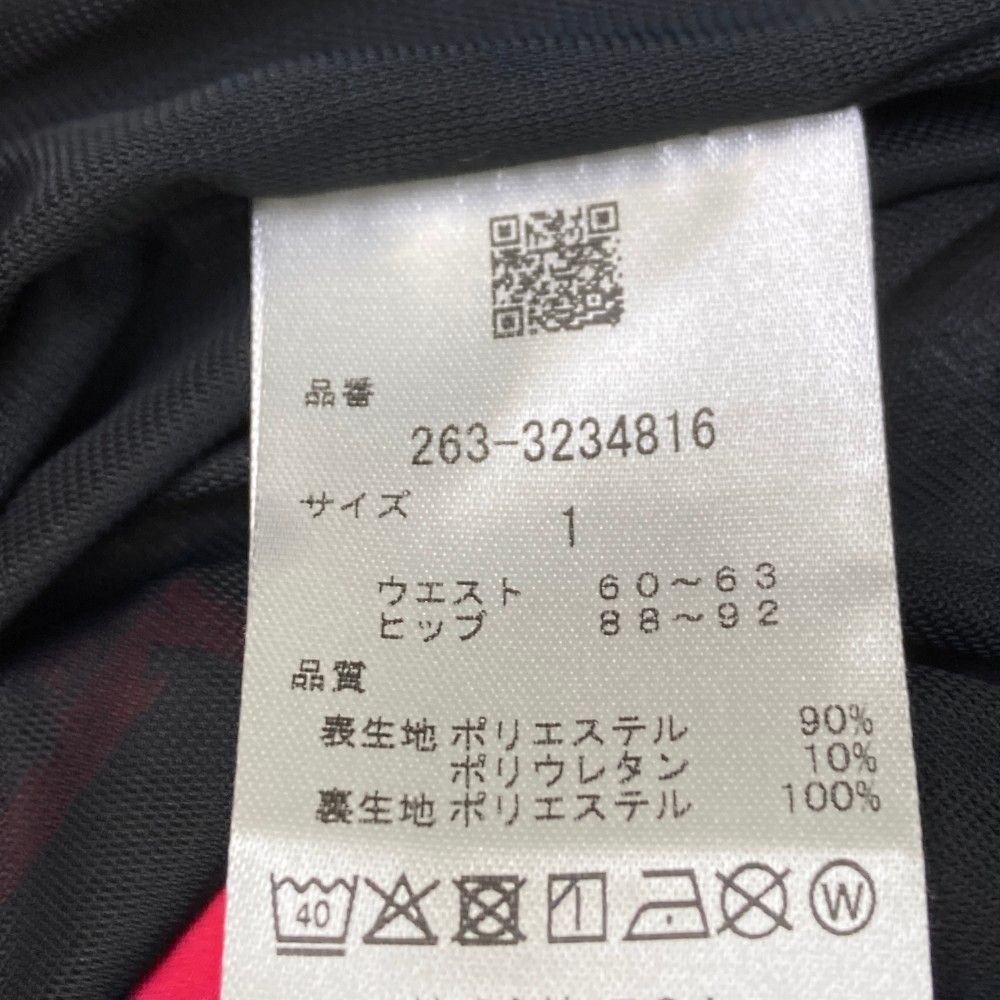 品番
263-3234816
サイズ
1
ウエスト 60～63
ヒップ 88～92
品質
表生地 ポリエステル 90%
ポリウレタン 10%
裏生地 ポリエステル 100%
40 W